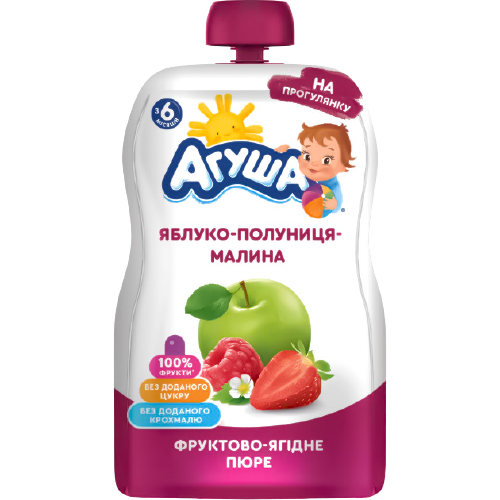 НА
ПРОГУЛЯНКУ
З 6
МІСЯЦІВ
АГУША
®
ЯБЛУКО-ПОЛУНИЦЯ-
МАЛИНА
100%
ФРУКТИ*
БЕЗ ДОДАНОГО
ЦУКРУ
БЕЗ ДОДАНОГО
КРОХМАЛЮ
ФРУКТОВО-ЯГІДНЕ
ПЮРЕ